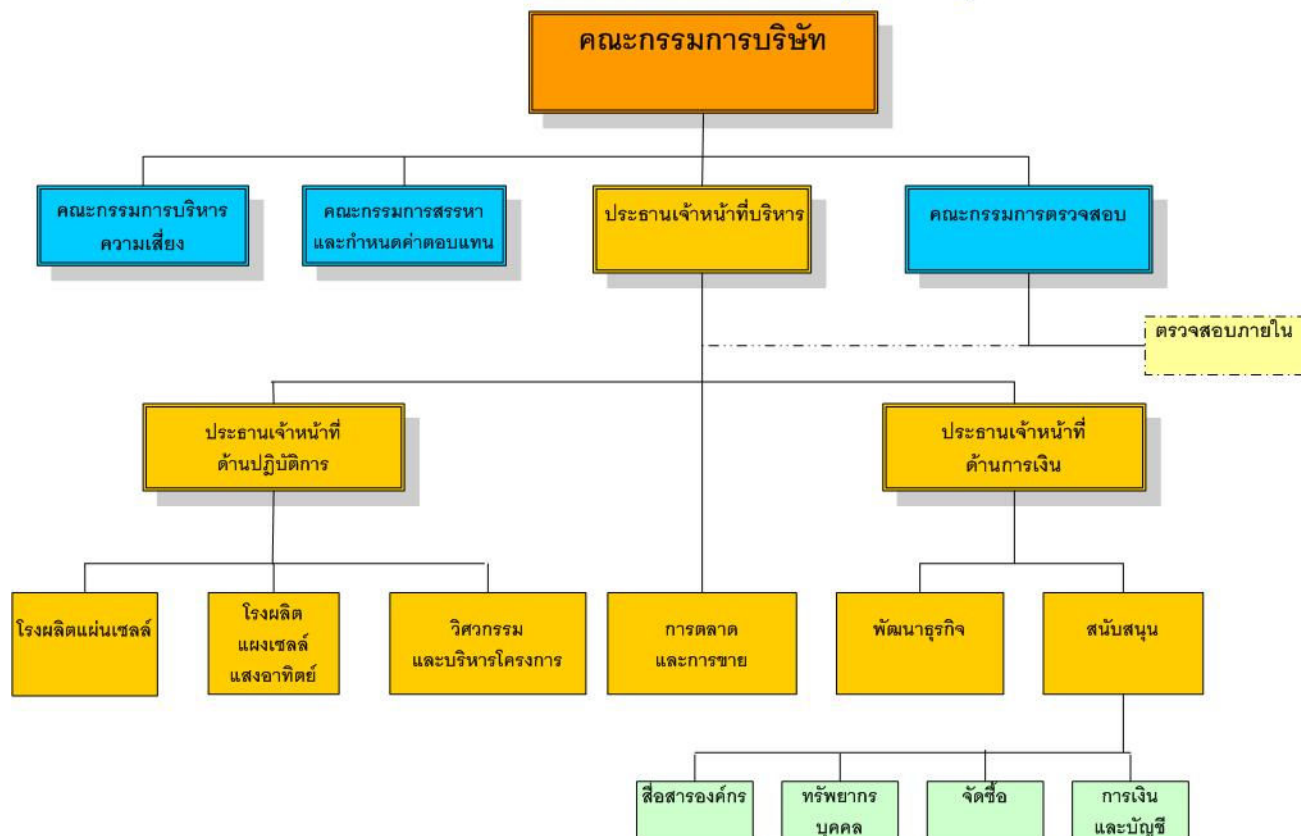 คณะกรรมการบริษัท
คณะกรรมการบริหาร
ความเสี่ยง
คณะกรรมการสรรหา
และกำหนดค่าตอบแทน
ประธานเจ้าหน้าที่บริหาร
คณะกรรมการตรวจสอบ
ตรวจสอบภายใน
ประธานเจ้าหน้าที่
ด้านปฏิบัติการ
ประธานเจ้าหน้าที่
ด้านการเงิน
โรงผลิตแผ่นเซลล์
โรงผลิต
แผงเซลล์
แสงอาทิตย์
วิศวกรรม
และบริหารโครงการ
การตลาด
และการขาย
พัฒนาธุรกิจ
สนับสนุน
สื่อสารองค์กร
ทรัพยากร
บุคคล
จัดซื้อ
การเงิน
และบัญชี